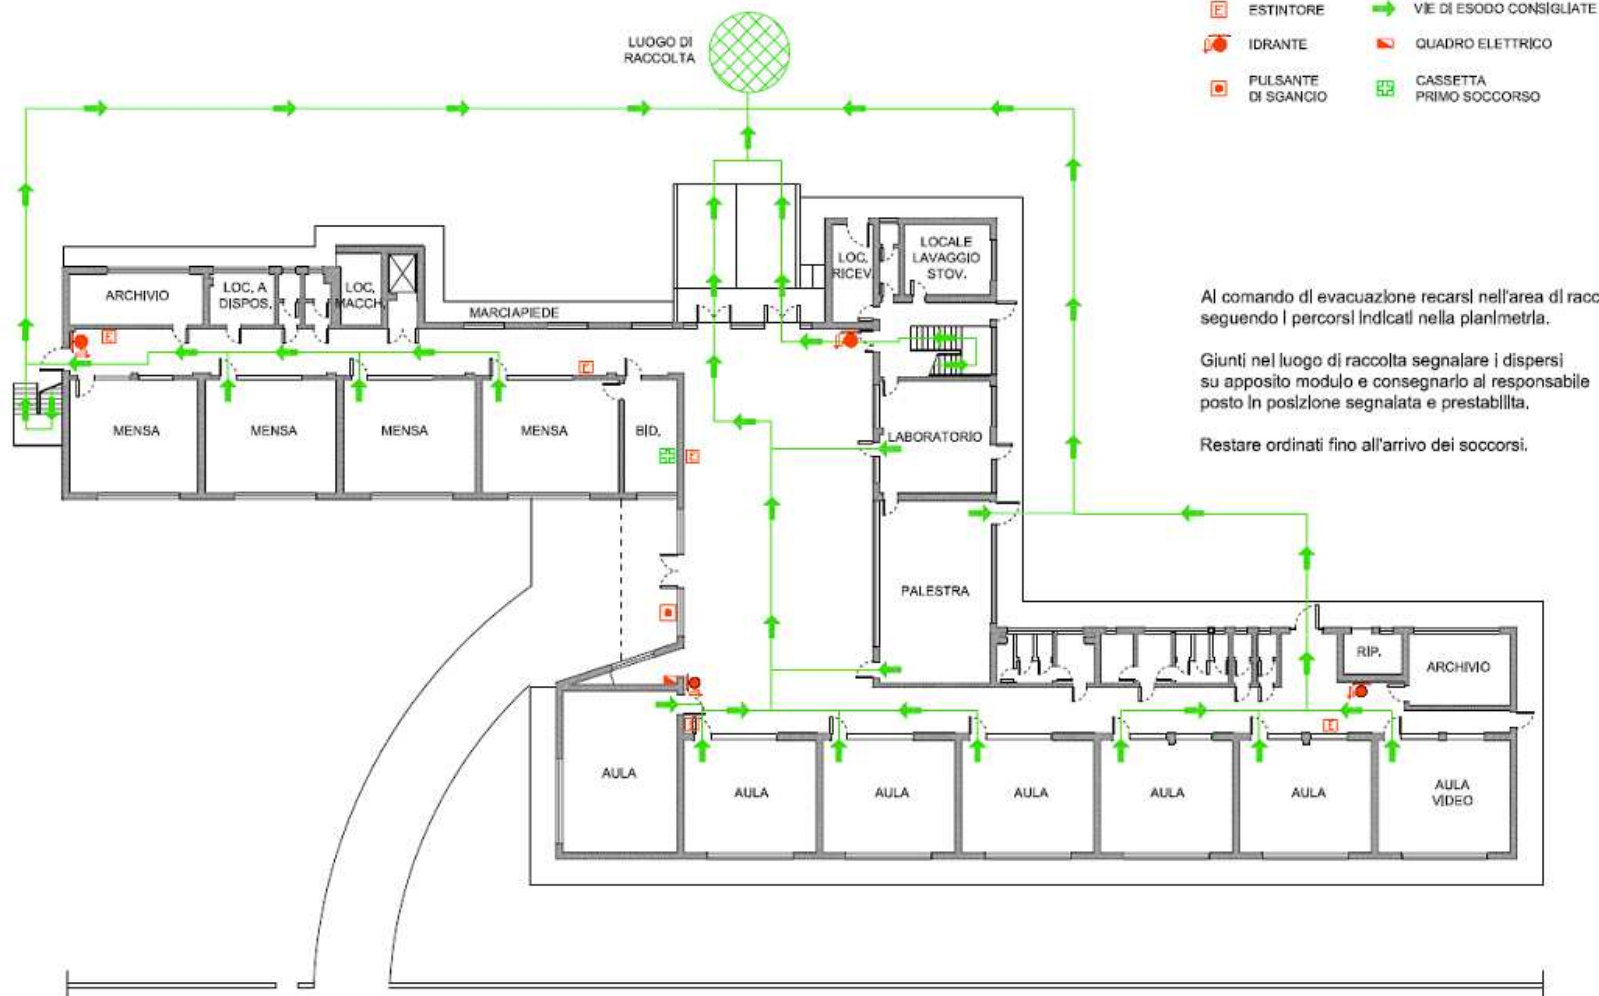 ESTINTORE
VIE DI ESODO CONSIGLIATE
LUOGO DI
RACCOLTA
IDRANTE
QUADRO ELETTRICO
PULSANTE
DI SGANCIO
CASSETTA
PRIMO SOCCORSO
LOCALE
LAVAGGIO
STOV.
LOC.
RICEV.
ARCHIVIO
LOC. A
DISPOS.
LOC.
MACCH.
MARCIAPIEDE
Al comando di evacuazione recarsi nell'area di racc
seguendo i percorsi indicati nella planimetria.
Giunti nel luogo di raccolta segnalare i dispersi
su apposito modulo e consegnarlo al responsabile
posto in posizione segnalata e prestabilita.
Restare ordinati fino all'arrivo dei soccorsi.
E
E
MENSA
MENSA
MENSA
MENSA
BID.
LABORATORIO
E
PALESTRA
RIP.
ARCHIVIO
E
E
AULA
AULA
AULA
AULA
AULA
AULA
AULA
VIDEO